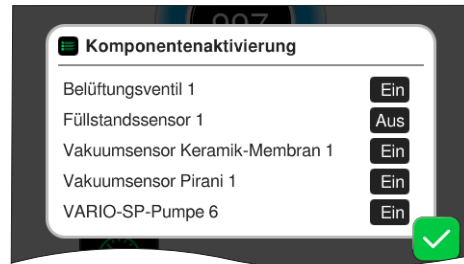 997
Komponentenaktivierung
Belüftungsventil 1 Ein
Füllstandssensor 1 Aus
Vakuumsensor Keramik-Membran 1 Ein
Vakuumsensor Pirani 1 Ein
VARIO-SP-Pumpe 6 Ein